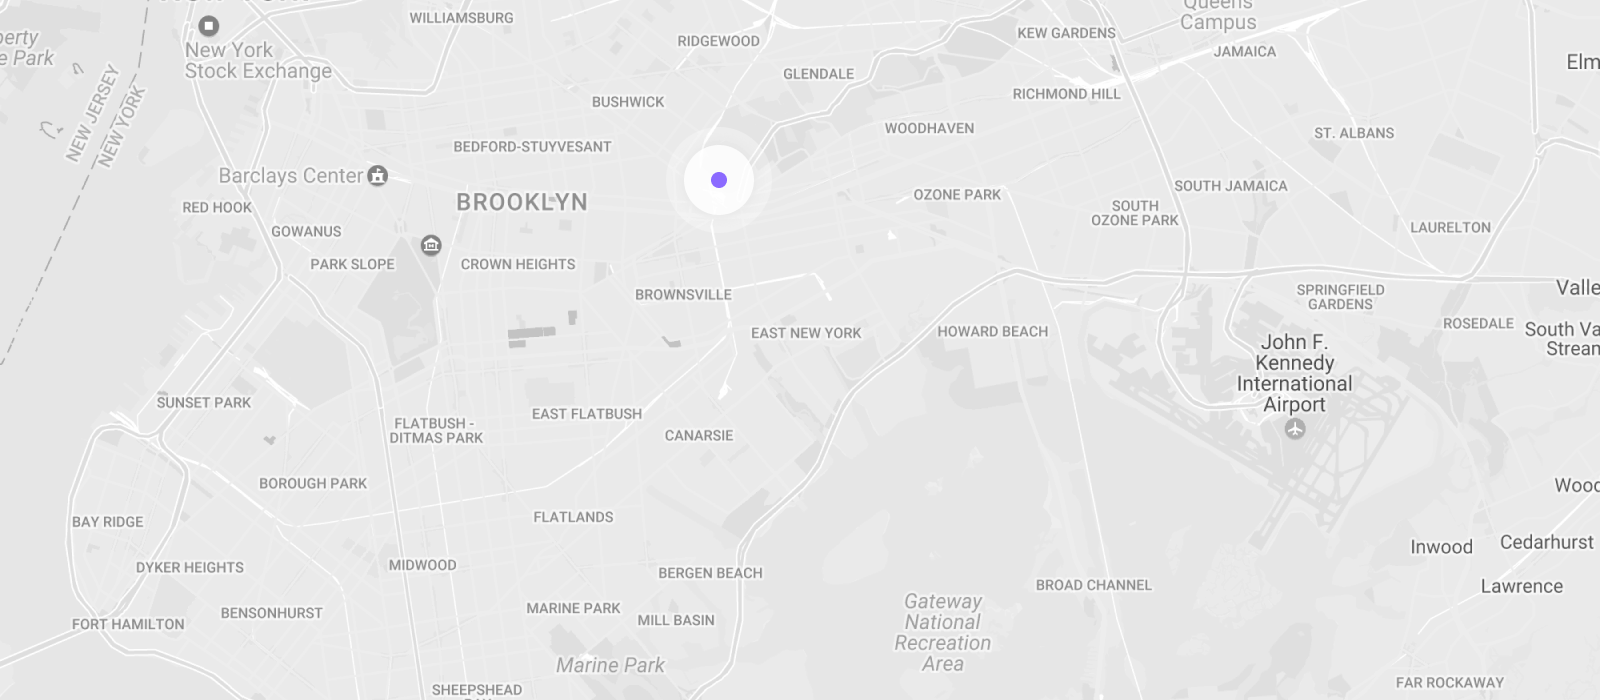 WILLIAMSBURG
Queens
Campus
KEW GARDENS
RIDGEWOOD
JAMAICA
New York
Stock Exchange
Elm
GLENDALE
RICHMOND HILL
BUSHWICK
NEW JERSEY
NEW YORK
WOODHAVEN
ST. ALBANS
BEDFORD-STUYVESANT
Barclays Center
SOUTH JAMAICA
OZONE PARK
BROOKLYN
RED HOOK
SOUTH
OZONE PARK
LAURELTON
GOWANUS
PARK SLOPE
CROWN HEIGHTS
BROWNSVILLE
SPRINGFIELD
GARDENS
Valle
ROSEDALE
EAST NEW YORK
HOWARD BEACH
South Va
Stream
John F.
Kennedy
International
Airport
SUNSET PARK
EAST FLATBUSH
FLATBUSH -
DITMAS PARK
CANARSIE
BOROUGH PARK
Wood
BAY RIDGE
FLATLANDS
Inwood
Cedarhurst
DYKER HEIGHTS
MIDWOOD
BERGEN BEACH
BROAD CHANNEL
Lawrence
BENSONHURST
MARINE PARK
MILL BASIN
Gateway
National
Recreation
Area
FORT HAMILTON
Marine Park
FAR ROCKAWAY
SHEEPSHEAD